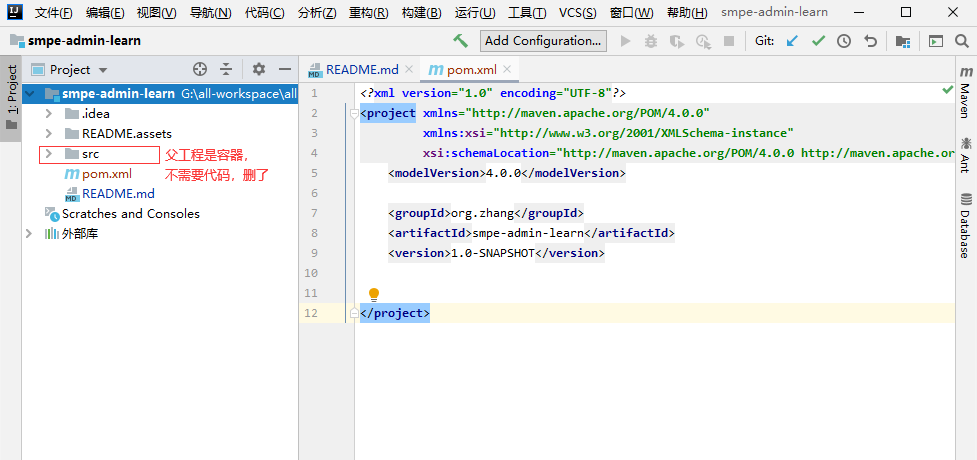 文件(F) 编辑(E) 视图(V) 导航(N) 代码(C) 分析(Z) 重构(R) 构建(B) 运行(U) 工具(T) VCS(S) 窗口(W) 帮助(H) smpe-admin-learn
smpe-admin-learn Add Configuration... Git:
1: Project
Project
smpe-admin-learn G:\all-workspace\all
.idea
README.assets
src
pom.xml
README.md
Scratches and Consoles
外部库
父工程是容器，
不需要代码，删了
README.md pom.xml
1 <?xml version="1.0" encoding="UTF-8"?>
2 <project xmlns="http://maven.apache.org/POM/4.0.0"
3 xmlns:xsi="http://www.w3.org/2001/XMLSchema-instance"
4 xsi:schemaLocation="http://maven.apache.org/POM/4.0.0 http://maven.apache.or
5 <modelVersion>4.0.0</modelVersion>
6
7 <groupId>org.zhang</groupId>
8 <artifactId>smpe-admin-learn</artifactId>
9 <version>1.0-SNAPSHOT</version>
10
11
12 </project>
Maven
Ant
Database